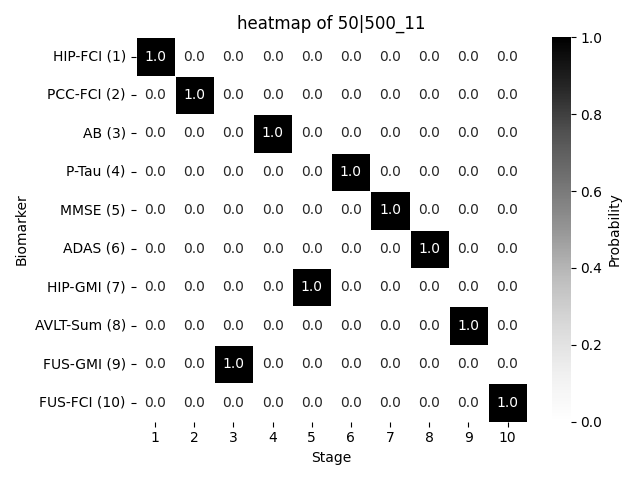 heatmap of 50|500_11
HIP-FCI (1) 1.0 0.0 0.0 0.0 0.0 0.0 0.0 0.0 0.0 0.0
PCC-FCI (2) 0.0 1.0 0.0 0.0 0.0 0.0 0.0 0.0 0.0 0.0
AB (3) 0.0 0.0 0.0 1.0 0.0 0.0 0.0 0.0 0.0 0.0
P-Tau (4) 0.0 0.0 0.0 0.0 0.0 1.0 0.0 0.0 0.0 0.0
MMSE (5) 0.0 0.0 0.0 0.0 0.0 0.0 1.0 0.0 0.0 0.0
ADAS (6) 0.0 0.0 0.0 0.0 0.0 0.0 0.0 1.0 0.0 0.0
HIP-GMI (7) 0.0 0.0 0.0 0.0 1.0 0.0 0.0 0.0 0.0 0.0
AVLT-Sum (8) 0.0 0.0 0.0 0.0 0.0 0.0 0.0 0.0 1.0 0.0
FUS-GMI (9) 0.0 0.0 1.0 0.0 0.0 0.0 0.0 0.0 0.0 0.0
FUS-FCI (10) 0.0 0.0 0.0 0.0 0.0 0.0 0.0 0.0 0.0 1.0
1 2 3 4 5 6 7 8 9 10
Stage
Biomarker
1.0
0.8
0.6
0.4
0.2
0.0
Probability